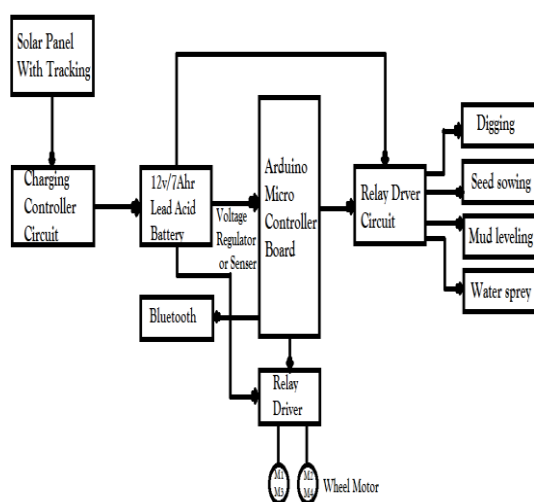 Solar Panel
With Tracking
Charging
Controller
Circuit
12v/7Ahr
Lead Acid
Battery
Voltage
Regulator
or Senser
Arduino
Micro
Controller
Board
Relay Drver
Circuit
Digging
Seed sowing
Mud leveling
Water sprey
Bluetooth
Relay
Driver
M1
M3
M2
M4
Wheel Motor